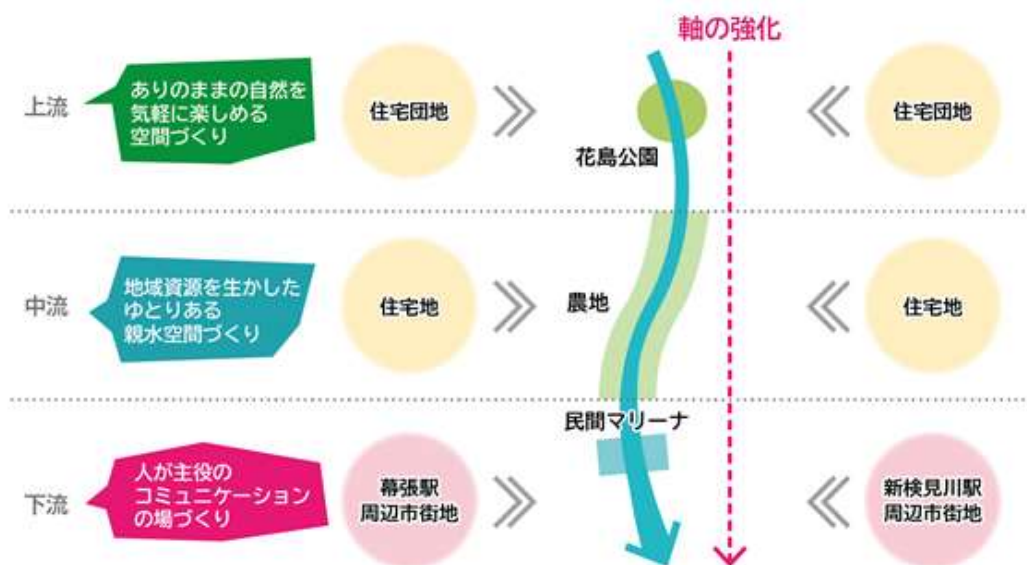 軸の強化
上流
ありのままの自然を
気軽に楽しめる
空間づくり
住宅団地
花島公園
住宅団地
中流
地域資源を生かした
ゆとりある
親水空間づくり
住宅地
農地
住宅地
下流
人が主役の
コミュニケーション
の場づくり
幕張駅
周辺市街地
民間マリーナ
新検見川駅
周辺市街地